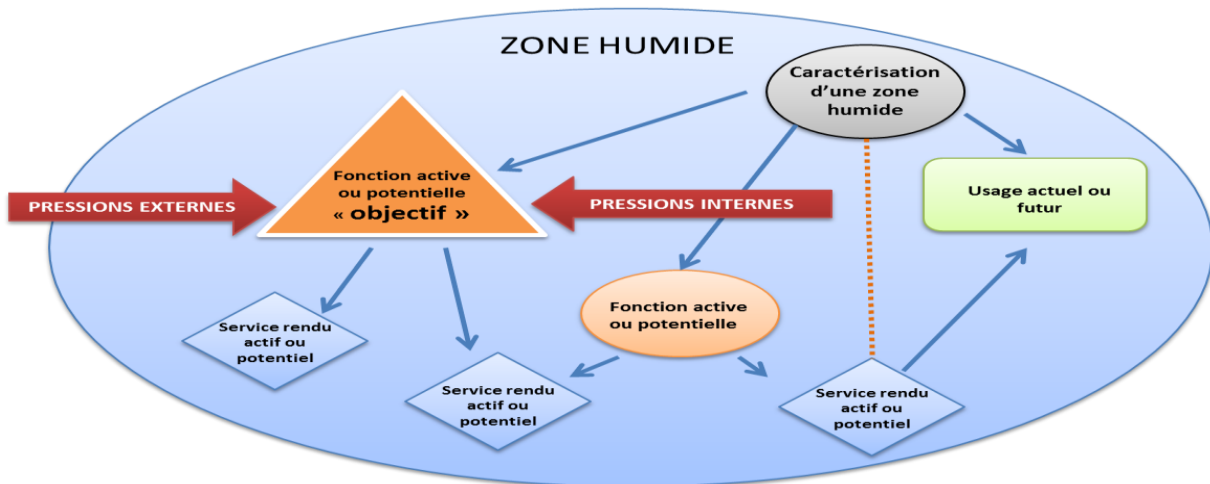 ZONE HUMIDE
Caractérisation
d'une zone
humide
Fonction active
ou potentielle
« objectif »
PRESSIONS EXTERNES
PRESSIONS INTERNES
Usage actuel ou
futur
Fonction active
ou potentielle
Service rendu
actif ou
potentiel
Service rendu
actif ou
potentiel
Service rendu
actif ou
potentiel